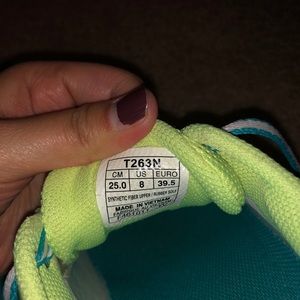 T263N
CM US EURO
25.0 8 39.5
SYNTHETIC FIBER UPPER / RUBBER SOLE
MADE IN VIETNAM